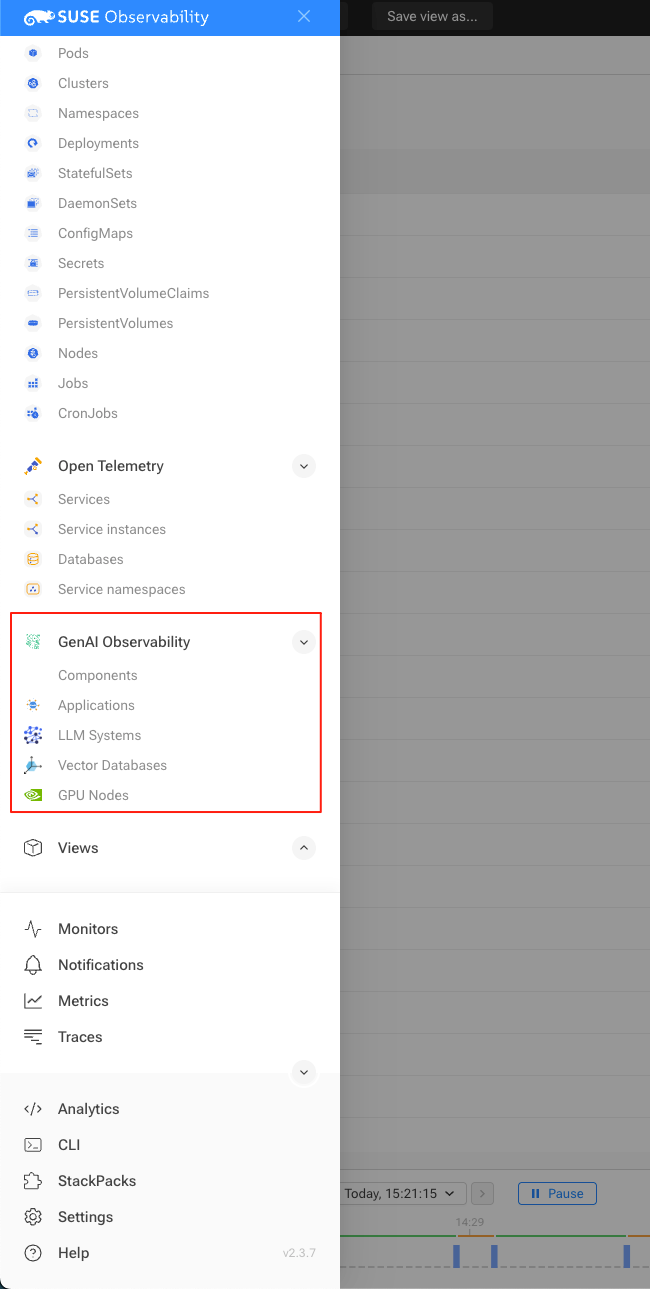 SUSE Observability
Save view as...
Pods
Clusters
Namespaces
Deployments
StatefulSets
DaemonSets
ConfigMaps
Secrets
PersistentVolumeClaims
PersistentVolumes
Nodes
Jobs
CronJobs
Open Telemetry
Services
Service instances
Databases
Service namespaces
GenAI Observability
Components
Applications
LLM Systems
Vector Databases
GPU Nodes
Views
Monitors
Notifications
Metrics
Traces
Analytics
CLI
StackPacks
Settings
Help
v2.3.7
Today, 15:21:15
Pause
14:29